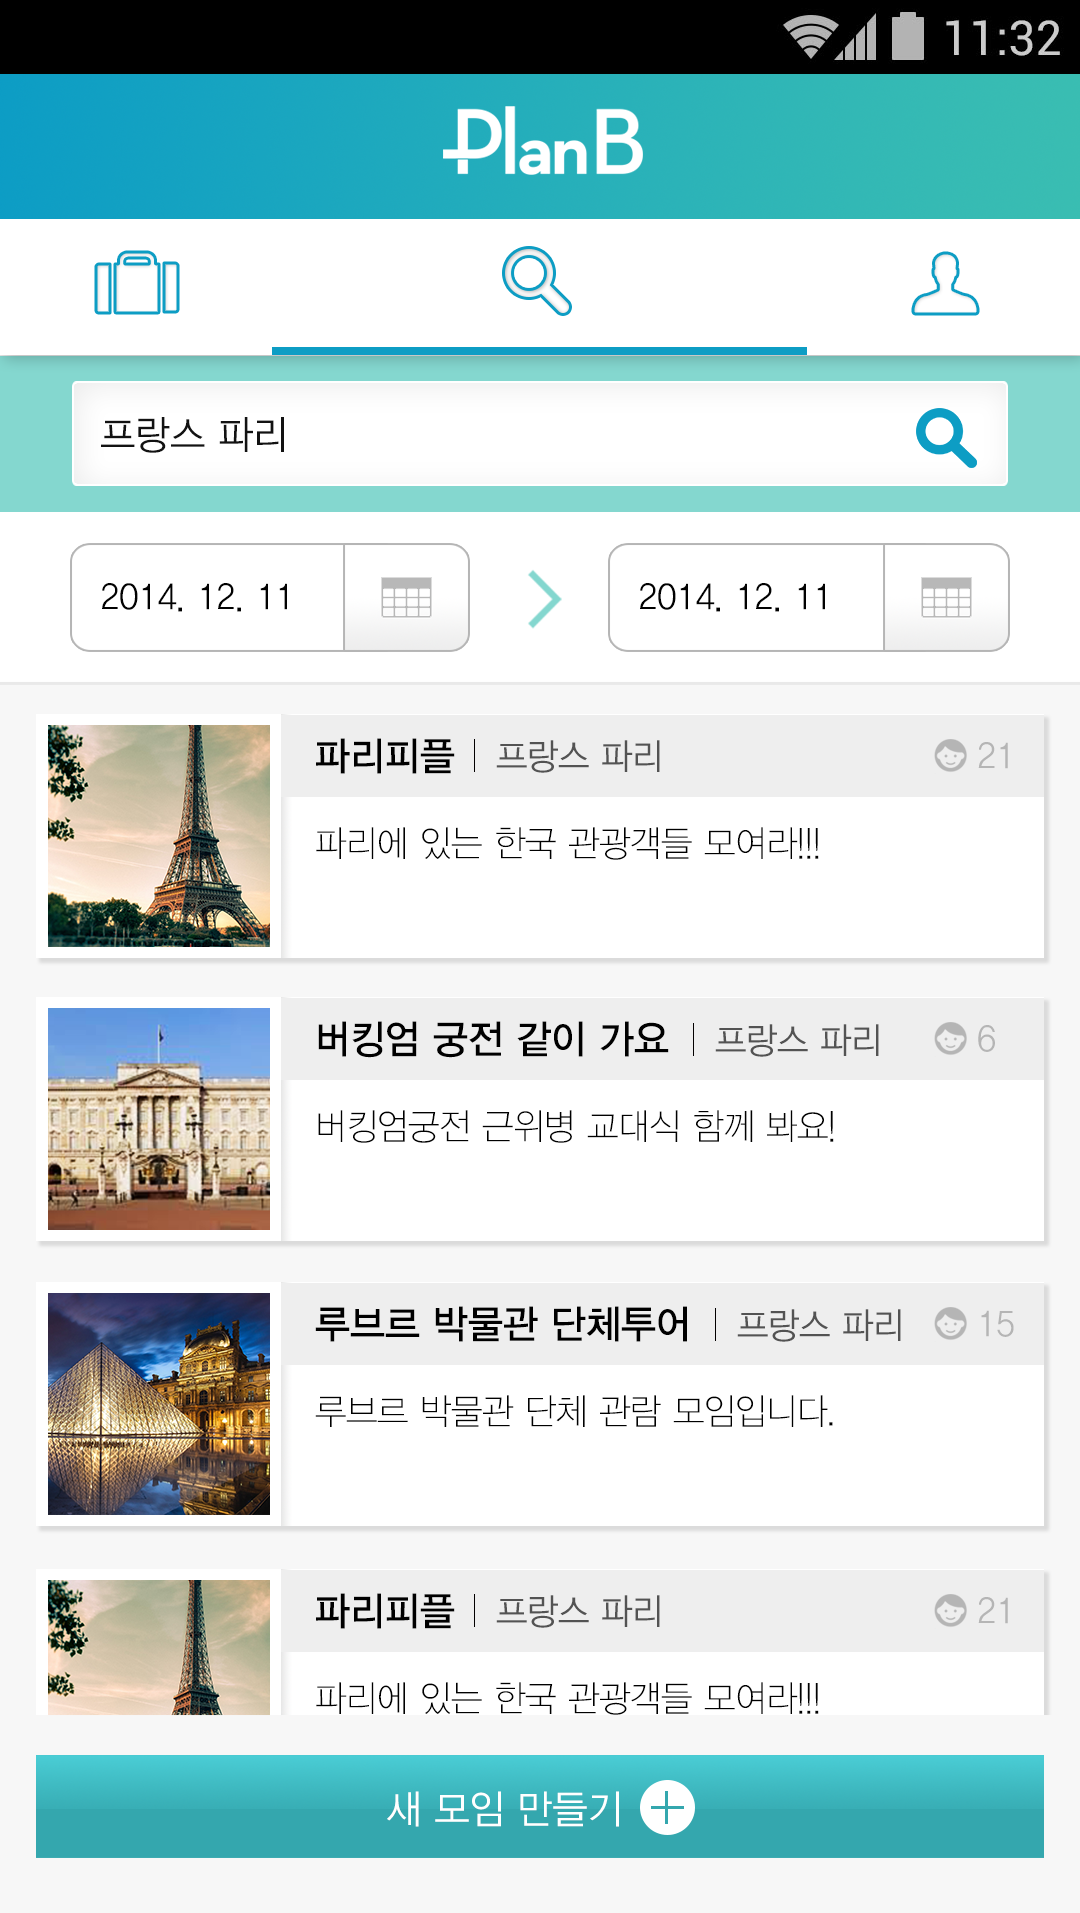 11:32
PlanB
프랑스 파리
2014. 12. 11
2014. 12. 11
파리피플 | 프랑스 파리 21
파리에 있는 한국 관광객들 모여라!!!
버킹엄 궁전 같이 가요 | 프랑스 파리 6
버킹엄궁전 근위병 교대식 함께 봐요!
루브르 박물관 단체투어 | 프랑스 파리 15
루브르 박물관 단체 관람 모임입니다.
파리피플 | 프랑스 파리 21
파리에 있는 한국 관광객들 모여라!!!
새 모임 만들기